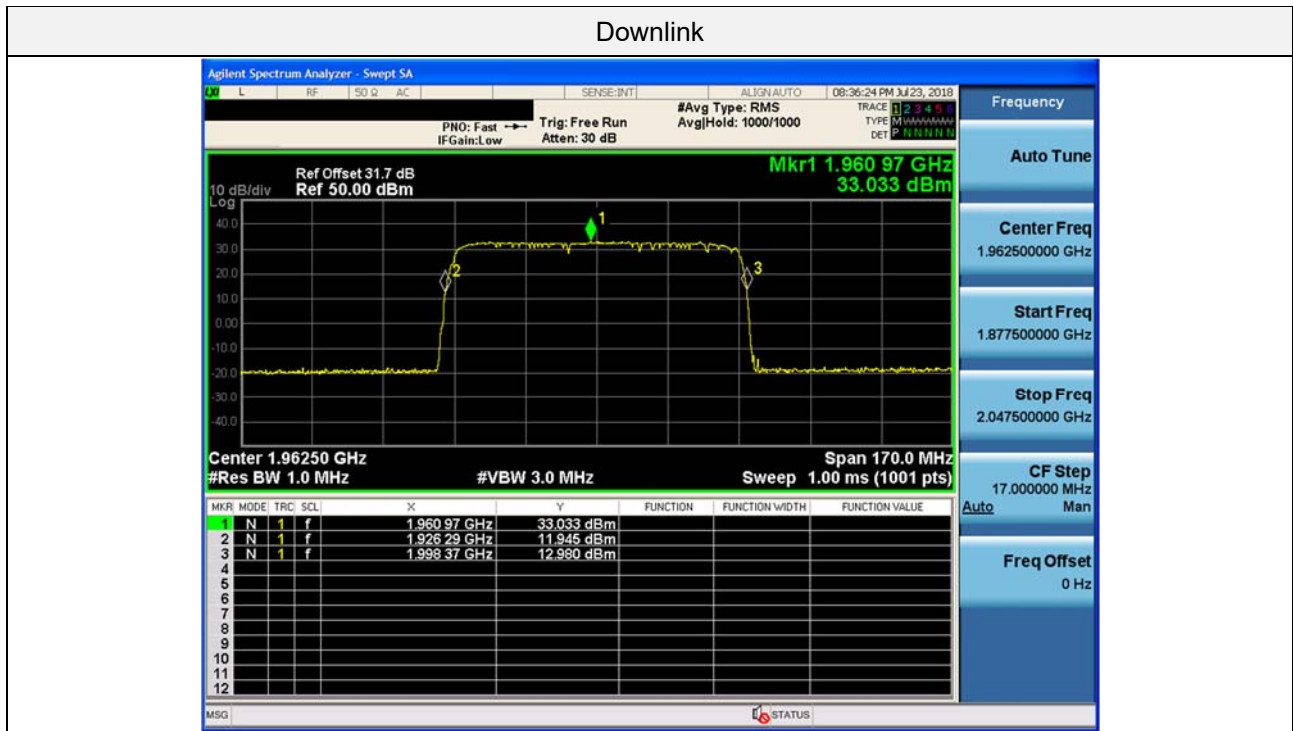 Downlink
Agilent Spectrum Analyzer - Swept SA
L RF 50 Ω AC SENSE:INT ALIGN AUTO 08:36:24 PM Jul 23, 2018
#Avg Type: RMS TRACE 1 2 3 4 5 6
PNO: Fast Trig: Free Run Avg|Hold: 1000/1000 TYPE M
IFGain:Low Atten: 30 dB DET P N N N N N
Mkr1 1.960 97 GHz
Ref Offset 31.7 dB
10 dB/div Ref 50.00 dBm 33.033 dBm
Log
40.0
30.0
20.0
10.0
0.00
-10.0
-20.0
-30.0
-40.0
1
2
3
Center 1.96250 GHz Span 170.0 MHz
#Res BW 1.0 MHz #VBW 3.0 MHz Sweep 1.00 ms (1001 pts)
MKR MODE TRC SCL X Y FUNCTION FUNCTION WIDTH FUNCTION VALUE
1 N 1 f 1.960 97 GHz 33.033 dBm
2 N 1 f 1.926 29 GHz 11.945 dBm
3 N 1 f 1.998 37 GHz 12.980 dBm
4
5
6
7
8
9
10
11
12
MSG STATUS
Frequency
Auto Tune
Center Freq
1.962500000 GHz
Start Freq
1.877500000 GHz
Stop Freq
2.047500000 GHz
CF Step
17.000000 MHz
Auto Man
Freq Offset
0 Hz